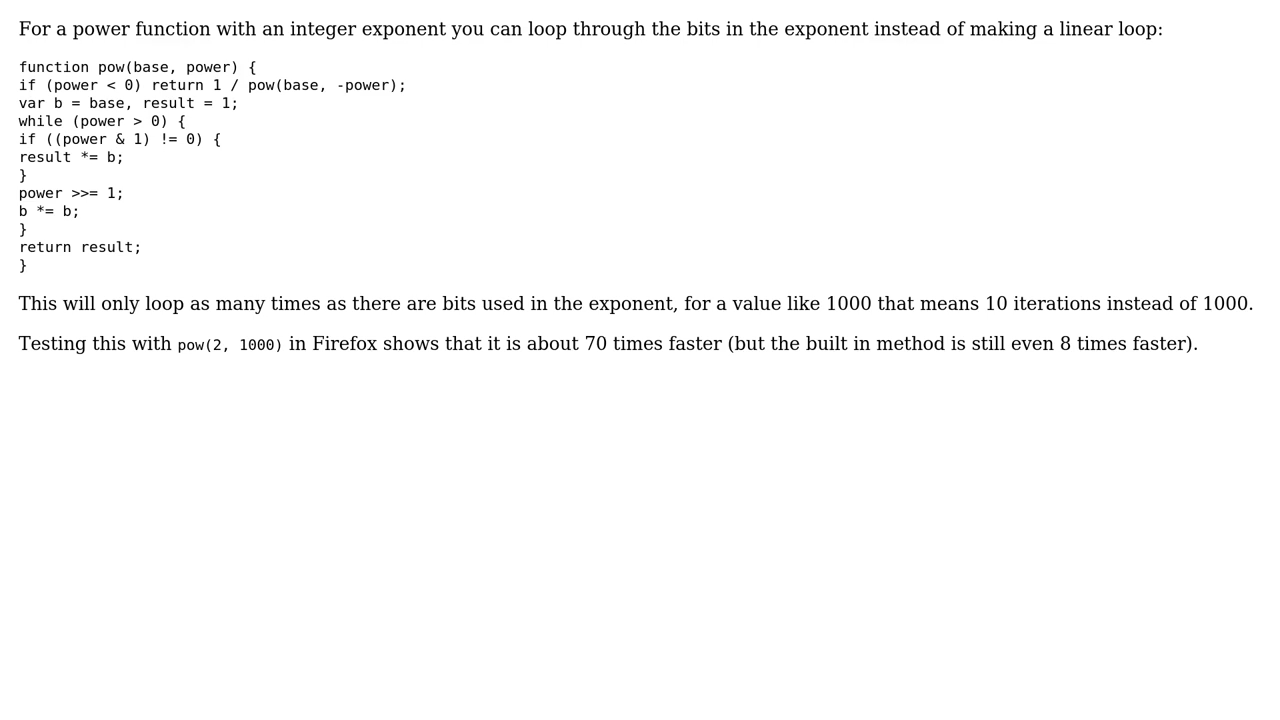 For a power function with an integer exponent you can loop through the bits in the exponent instead of making a linear loop:
function pow(base, power) {
if (power < 0) return 1 / pow(base, -power);
var b = base, result = 1;
while (power > 0) {
if ((power & 1) != 0) {
result *= b;
}
power >>= 1;
b *= b;
}
return result;
}
This will only loop as many times as there are bits used in the exponent, for a value like 1000 that means 10 iterations instead of 1000.
Testing this with pow(2, 1000) in Firefox shows that it is about 70 times faster (but the built in method is still even 8 times faster).